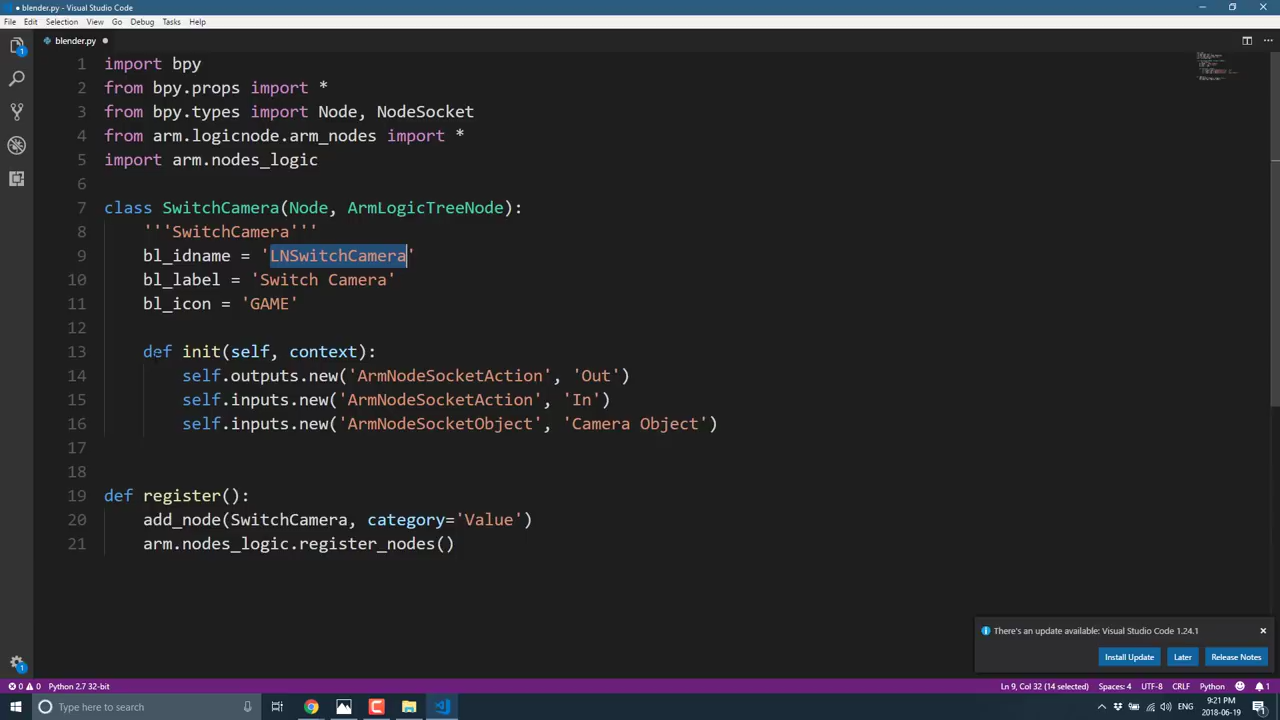 ● blender.py - Visual Studio Code
File Edit Selection View Go Debug Tasks Help
blender.py ●
1 import bpy
2 from bpy.props import *
3 from bpy.types import Node, NodeSocket
4 from arm.logicnode.arm_nodes import *
5 import arm.nodes_logic
6
7 class SwitchCamera(Node, ArmLogicTreeNode):
8 '''SwitchCamera'''
9 bl_idname = 'LNSwitchCamera'
10 bl_label = 'Switch Camera'
11 bl_icon = 'GAME'
12
13 def init(self, context):
14 self.outputs.new('ArmNodeSocketAction', 'Out')
15 self.inputs.new('ArmNodeSocketAction', 'In')
16 self.inputs.new('ArmNodeSocketObject', 'Camera Object')
17
18
19 def register():
20 add_node(SwitchCamera, category='Value')
21 arm.nodes_logic.register_nodes()
There's an update available: Visual Studio Code 1.24.1
Install Update Later Release Notes
1
0 0 Python 2.7 32-bit Ln 9, Col 32 (14 selected) Spaces: 4 UTF-8 CRLF Python 1
Type here to search ENG 9:21 PM
2018-06-19 1